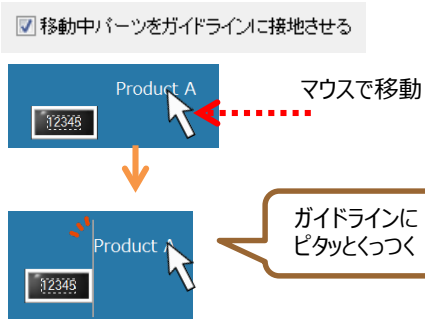 移動中パーツをガイドラインに接地させる
Product A
マウスで移動
12345
ガイドラインに
ピタッとくっつく
Product A
12345